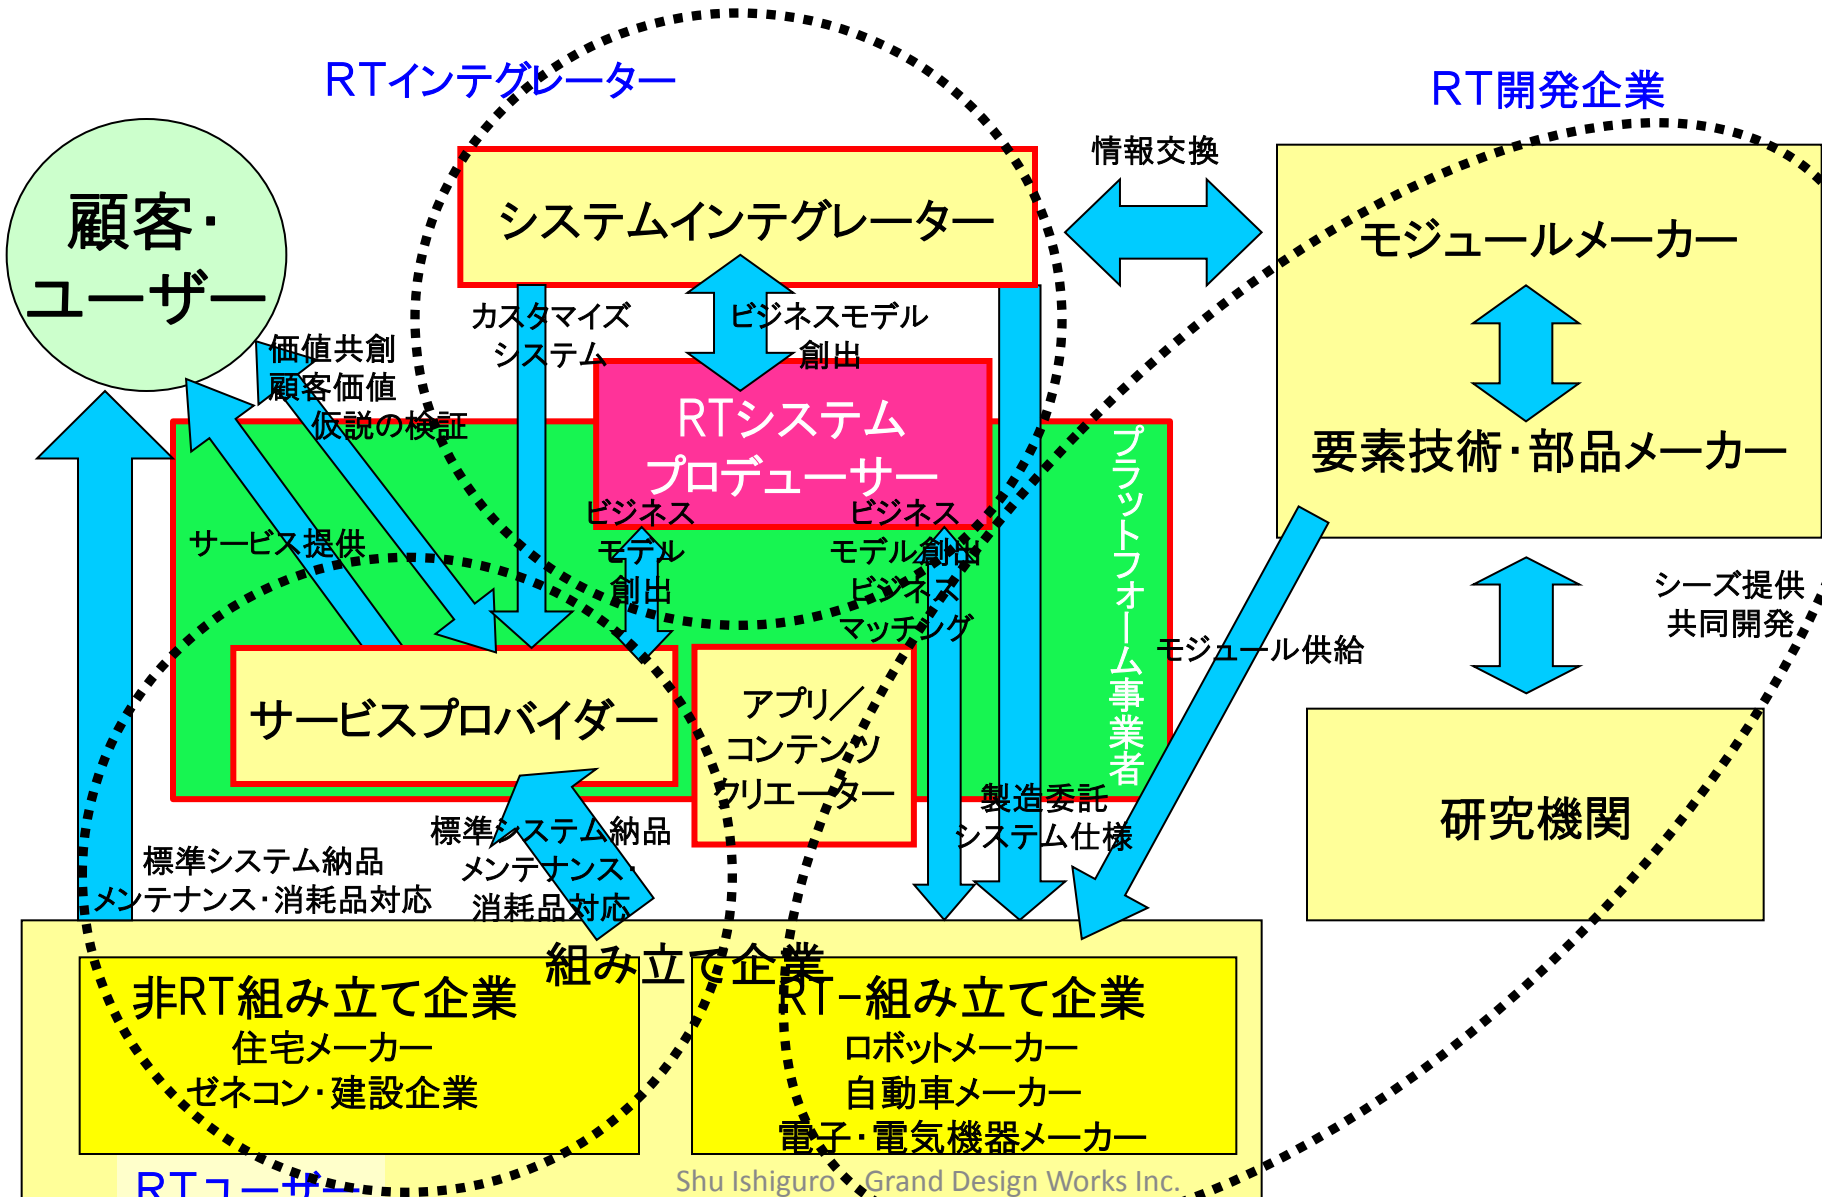 RTインテグレーター
RT開発企業
情報交換
顧客・
ユーザー
システムインテグレーター
モジュールメーカー
カスタマイズ
システム
ビジネスモデル
創出
価値共創
顧客価値
仮説の検証
RTシステム
プロデューサー
プラットフォーム事業者
要素技術・部品メーカー
サービス提供
ビジネス
モデル
創出
ビジネス
モデル創出
ビジネス
マッチング
シーズ提供
共同開発
モジュール供給
サービスプロバイダー
アプリ／
コンテンツ
クリエーター
製造委託
システム仕様
研究機関
標準システム納品
メンテナンス・消耗品対応
標準システム納品
メンテナンス・
消耗品対応
組み立て企業
非RT組み立て企業
住宅メーカー
ゼネコン・建設企業
RT-組み立て企業
ロボットメーカー
自動車メーカー
電子・電気機器メーカー
RTユーザー
Shu Ishiguro Grand Design Works Inc.